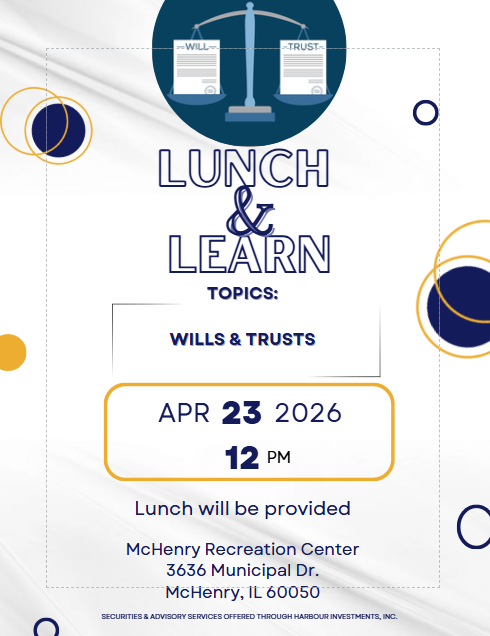 WILL
TRUST
LUNCH
&
LEARN
TOPICS:
WILLS & TRUSTS
APR 23 2026
12 PM
Lunch will be provided
McHenry Recreation Center
3636 Municipal Dr.
McHenry, IL 60050
SECURITIES & ADVISORY SERVICES OFFERED THROUGH HARBOUR INVESTMENTS, INC.